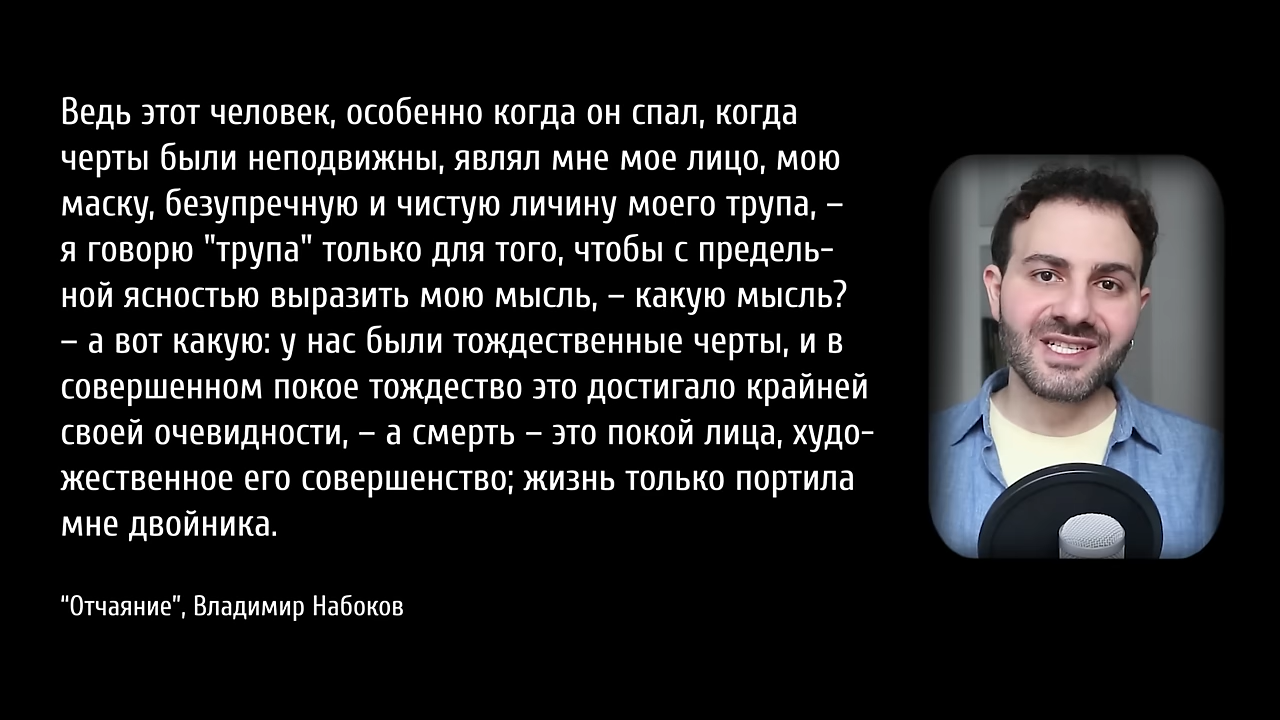 Ведь этот человек, особенно когда он спал, когда
черты были неподвижны, являл мне мое лицо, мою
маску, безупречную и чистую личину моего трупа, –
я говорю "трупа" только для того, чтобы с предель-
ной ясностью выразить мою мысль, – какую мысль?
– а вот какую: у нас были тождественные черты, и в
совершенном покое тождество это достигало крайней
своей очевидности, – а смерть – это покой лица, худо-
жественное его совершенство; жизнь только портила
мне двойника.
“Отчаяние”, Владимир Набоков